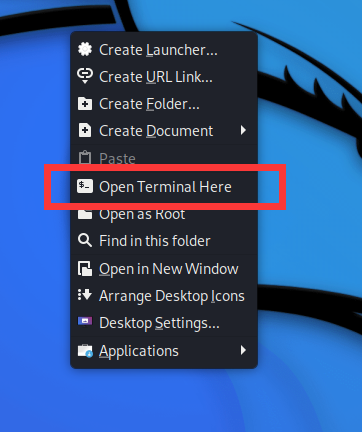 Create Launcher...
Create URL Link...
Create Folder...
Create Document
Paste
$_ Open Terminal Here
Open as Root
Find in this folder
Open in New Window
Arrange Desktop Icons
Desktop Settings...
Applications